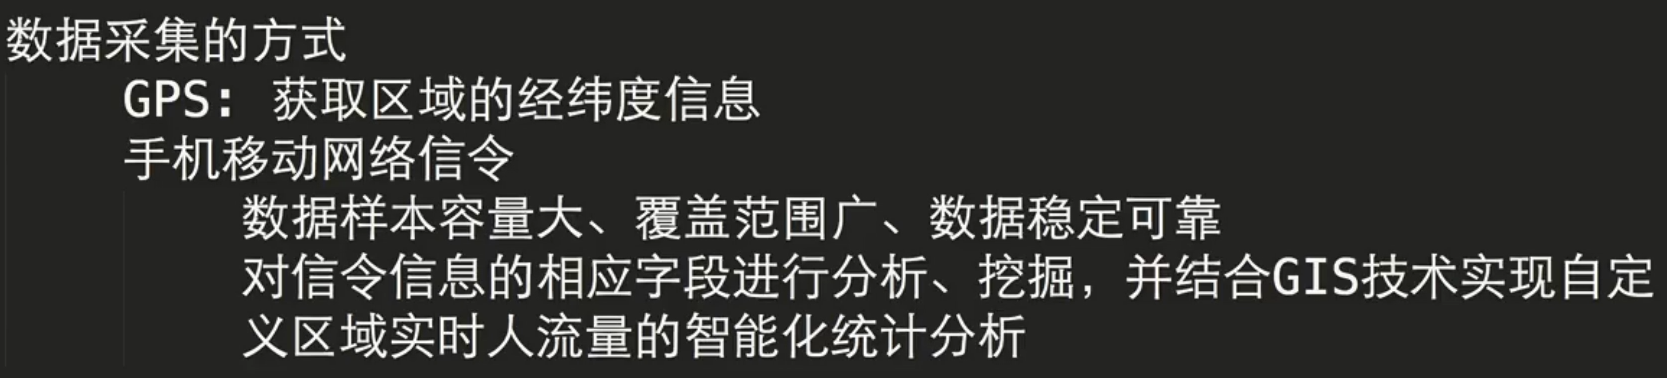 数据采集的方式
GPS: 获取区域的经纬度信息
手机移动网络信令
数据样本容量大、覆盖范围广、数据稳定可靠
对信令信息的相应字段进行分析、挖掘，并结合GIS技术实现自定
义区域实时人流量的智能化统计分析